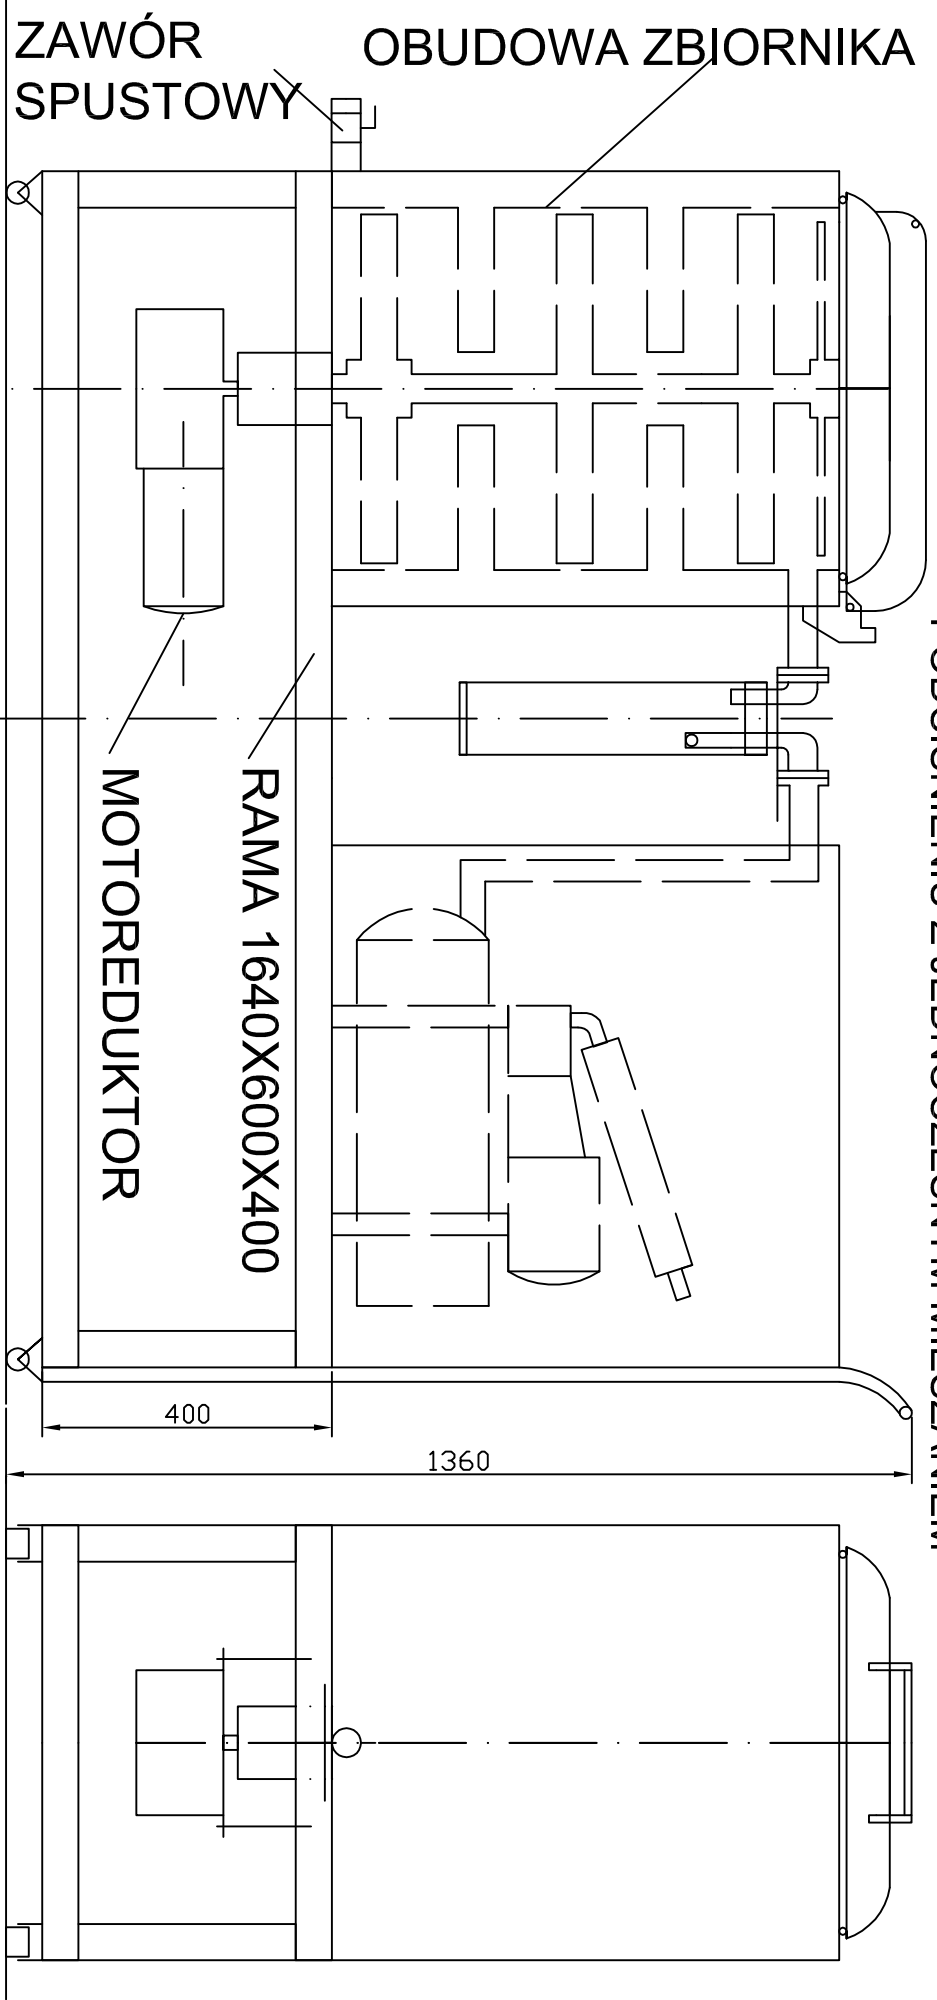 ZAWÓR
SPUSTOWY
OBUDOWA ZBIORNIKA
MOTOREDUKTOR
RAMA 1640X600X400
400
1360